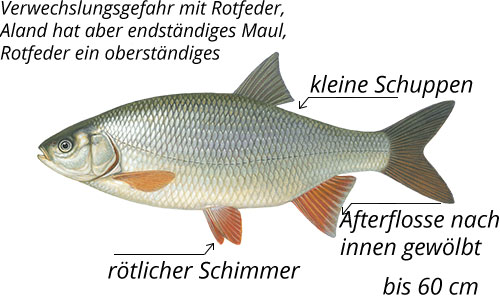 Verwechslungsgefahr mit Rotfeder,
Aland hat aber endständiges Maul,
Rotfeder ein oberständiges
kleine Schuppen
Afterflosse nach
innen gewölbt
rötlicher Schimmer
bis 60 cm